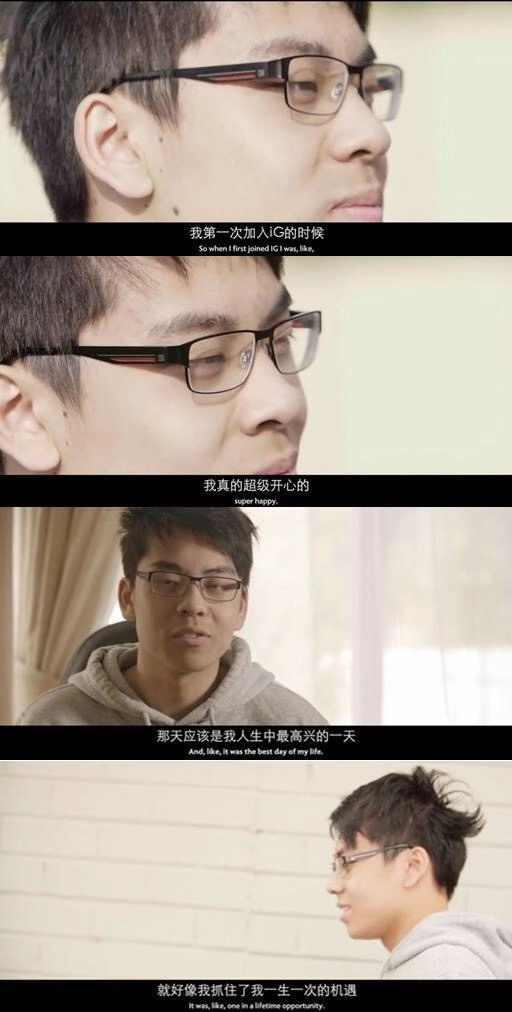 我第一次加入iG的时候
So when I first joined IG I was, like,
我真的超级开心的
super happy.
那天应该是我人生中最高兴的一天
And, like, it was the best day of my life.
就好像我抓住了我一生一次的机遇
It was, like, one in a lifetime opportunity.